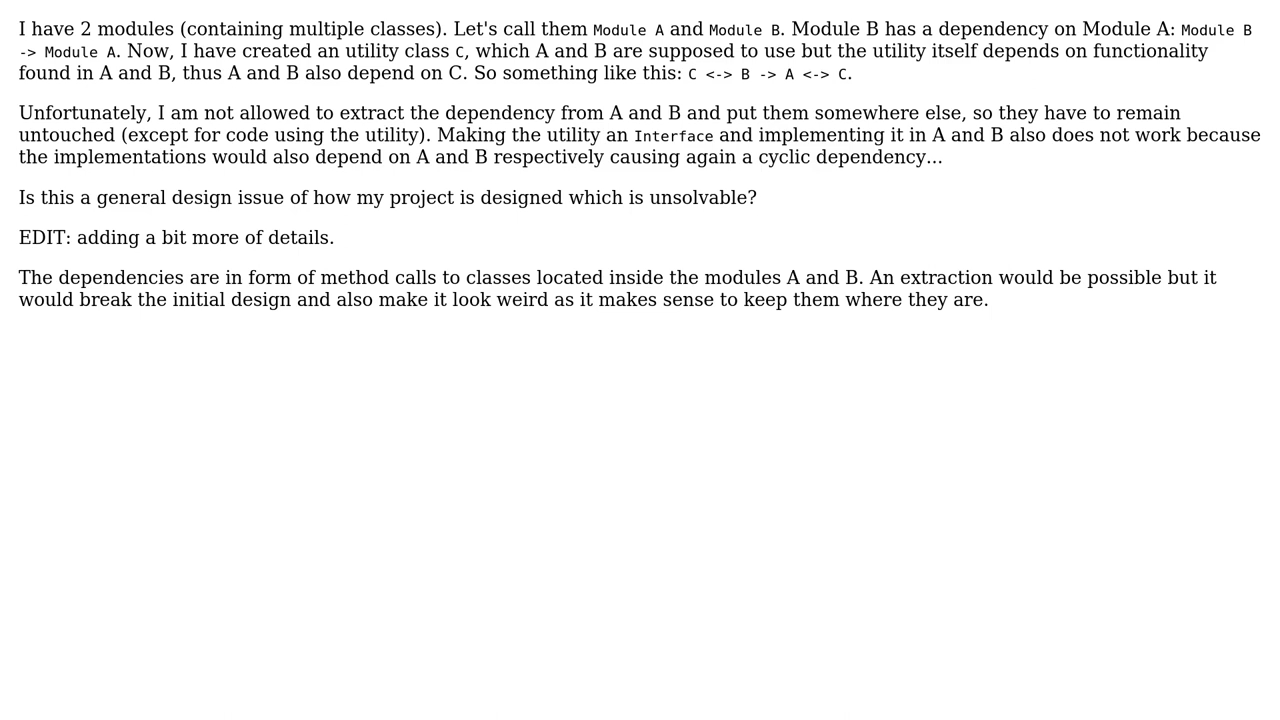 I have 2 modules (containing multiple classes). Let's call them Module A and Module B. Module B has a dependency on Module A: Module B
-> Module A. Now, I have created an utility class C, which A and B are supposed to use but the utility itself depends on functionality
found in A and B, thus A and B also depend on C. So something like this: C <-> B -> A <-> C.
Unfortunately, I am not allowed to extract the dependency from A and B and put them somewhere else, so they have to remain
untouched (except for code using the utility). Making the utility an Interface and implementing it in A and B also does not work because
the implementations would also depend on A and B respectively causing again a cyclic dependency...
Is this a general design issue of how my project is designed which is unsolvable?
EDIT: adding a bit more of details.
The dependencies are in form of method calls to classes located inside the modules A and B. An extraction would be possible but it
would break the initial design and also make it look weird as it makes sense to keep them where they are.